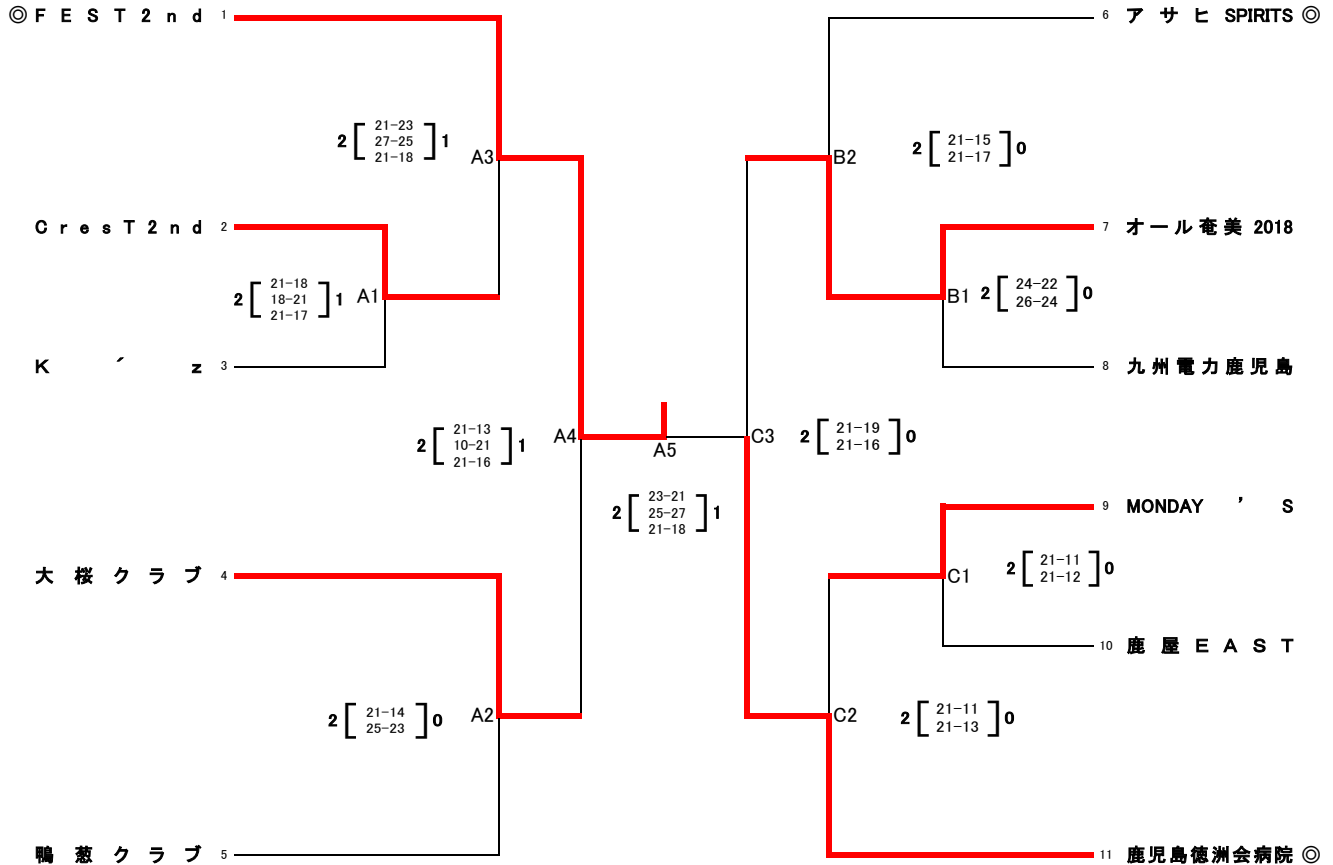 ◎ F E S T 2 n d 1
2 [ 21-23 27-25 21-18 ] 1
A3
C r e s T 2 n d 2
2 [ 21-18 18-21 21-17 ] 1
A1
K ´ z 3
2 [ 21-13 10-21 21-16 ] 1
A4
大 桜 ク ラ ブ 4
2 [ 21-14 25-23 ] 0
A2
鴨 葱 ク ラ ブ 5
A5
2 [ 23-21 25-27 21-18 ] 1
6 ア サ ヒ SPIRITS ◎
B2
2 [ 21-15 21-17 ] 0
7 オ ー ル 奄 美 2018
B1
2 [ 24-22 26-24 ] 0
8 九 州 電 力 鹿 児 島
C3
2 [ 21-19 21-16 ] 0
9 MONDAY ’ S
C1
2 [ 21-11 21-12 ] 0
10 鹿 屋 E A S T
C2
2 [ 21-11 21-13 ] 0
11 鹿児島徳洲会病院 ◎